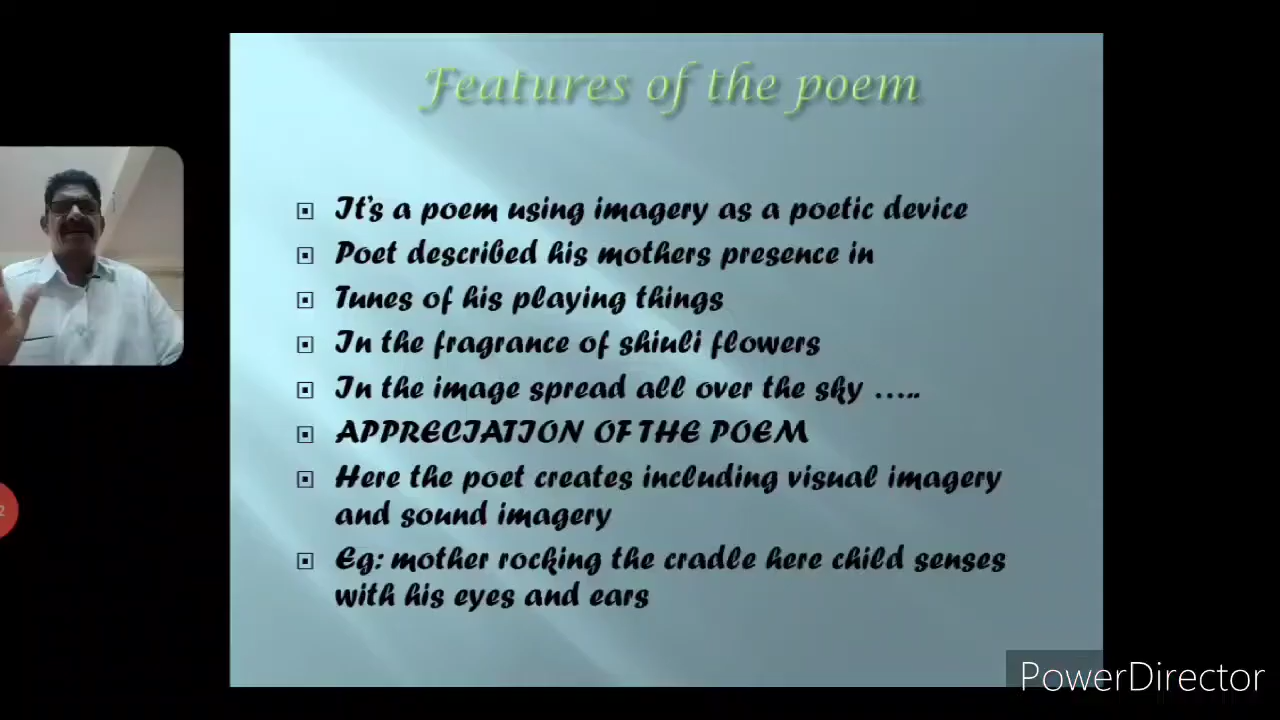 Features of the poem
It's a poem using imagery as a poetic device
Poet described his mothers presence in
Tunes of his playing things
In the fragrance of shiuli flowers
In the image spread all over the sky .....
APPRECIATION OF THE POEM
Here the poet creates including visual imagery
and sound imagery
Eg: mother rocking the cradle here child senses
with his eyes and ears
2
PowerDirector